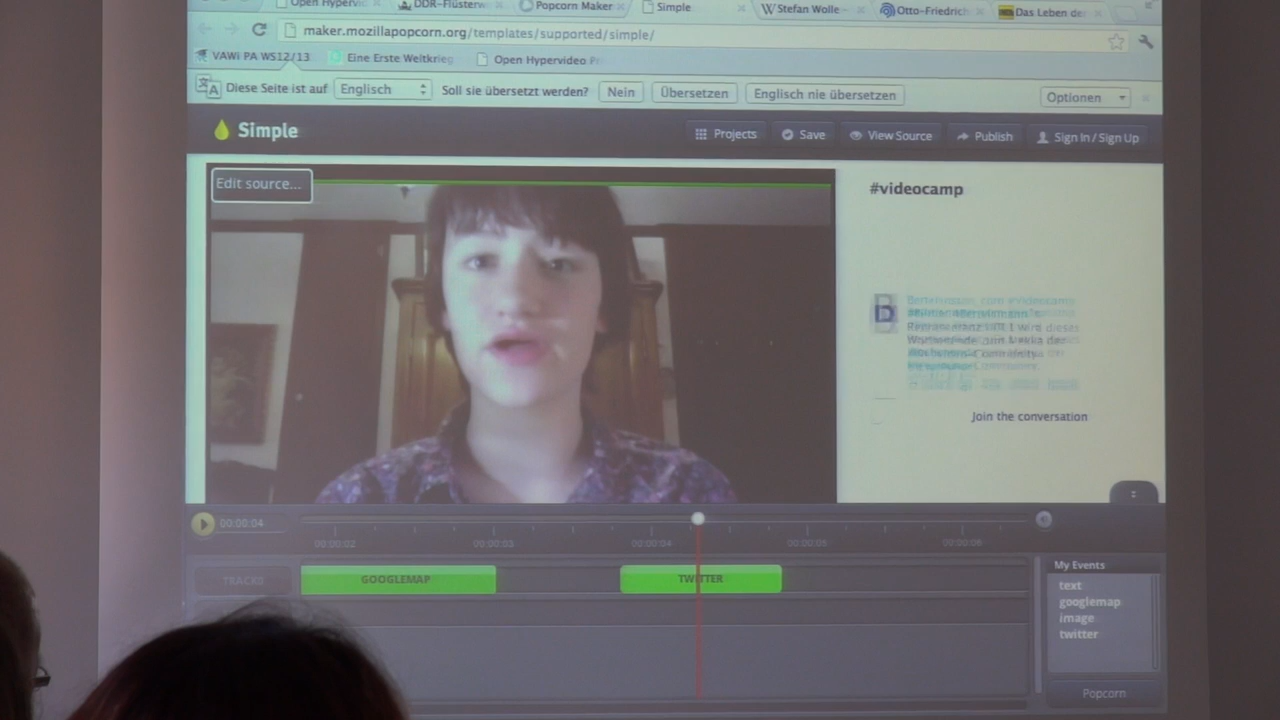 Open Hypervic
DDR-Flüsterw
Popcorn Maker
Simple
Stefan Wolle
Otto-Friedrich
Das Leben der
maker.mozillapopcorn.org/templates/supported/simple/
VAWi PA WS12/13
Eine Erste Weltkrieg
Open Hypervideo Pr
Diese Seite ist auf
Englisch
Soll sie übersetzt werden?
Nein
Übersetzen
Englisch nie übersetzen
Optionen
Simple
Projects
Save
View Source
Publish
Sign In / Sign Up
Edit source...
#videocamp
Join the conversation
00:00:04
00:00:02
00:00:03
00:00:04
00:00:05
00:00:06
TRACKS
GOOGLEMAP
TWITTER
My Events
text
googlemap
image
twitter
Popcorn